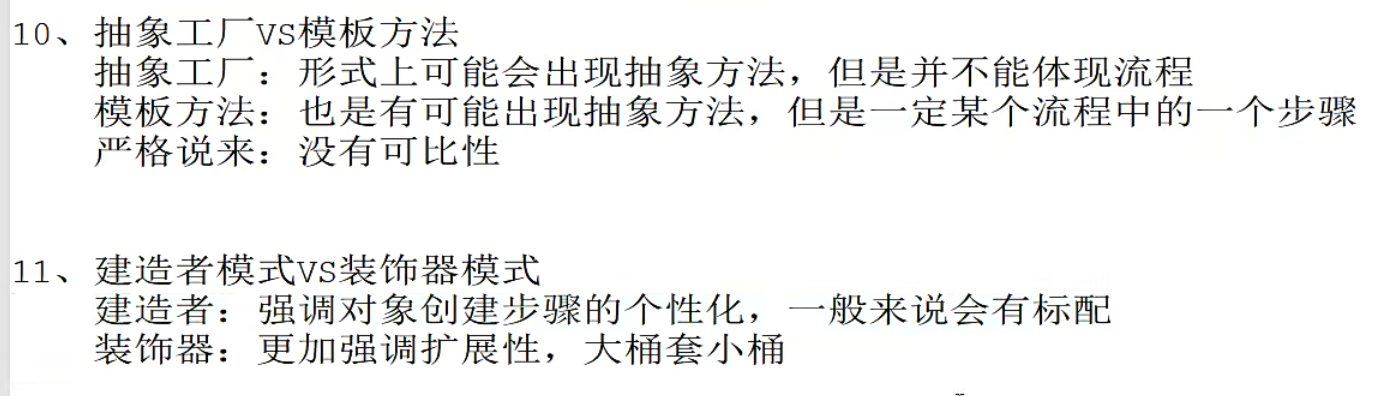 10、抽象工厂VS模板方法
抽象工厂：形式上可能会出现抽象方法，但是并不能体现流程
模板方法：也是有可能出现抽象方法，但是一定某个流程中的一个步骤
严格说来：没有可比性
11、建造者模式VS装饰器模式
建造者：强调对象创建步骤的个性化，一般来说会有标配
装饰器：更加强调扩展性，大桶套小桶